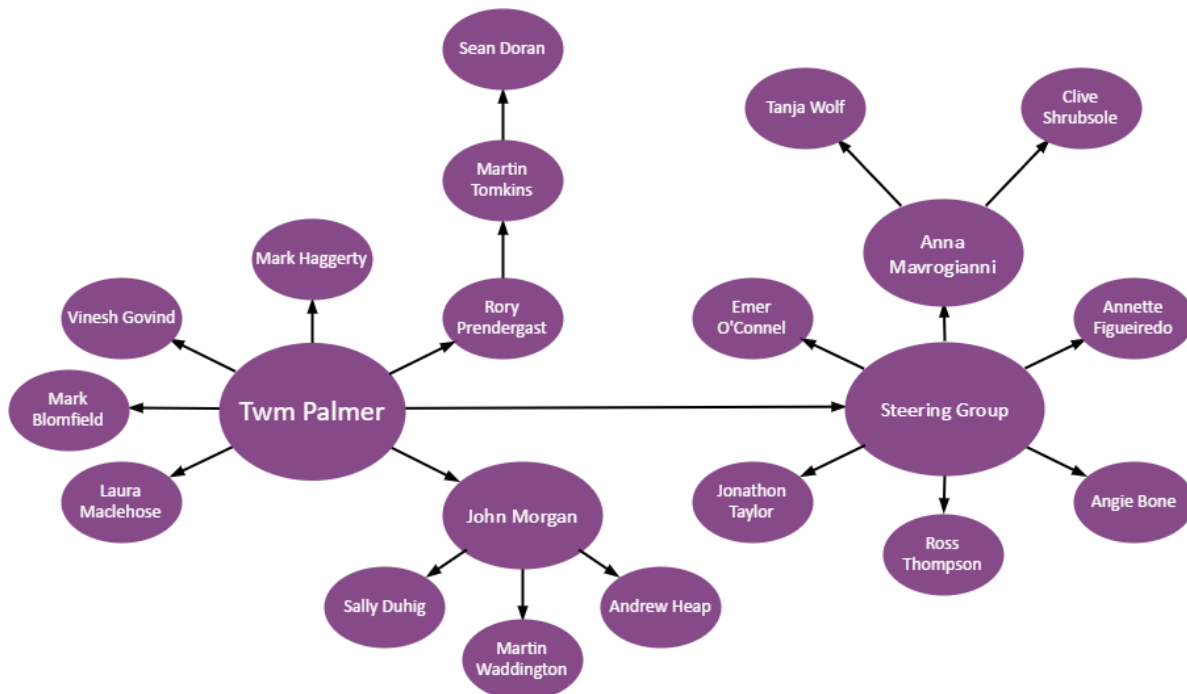 Sean Doran
Tanja Wolf
Clive
Shrubsole
Martin
Tomkins
Mark Haggerty
Anna
Mavrogianni
Vinesh Govind
Rory
Prendergast
Emer
O'Connel
Annette
Figueiredo
Mark
Blomfield
Twm Palmer
Steering Group
Laura
Maclehose
John Morgan
Jonathon
Taylor
Angie Bone
Ross
Thompson
Sally Duhig
Andrew Heap
Martin
Waddington